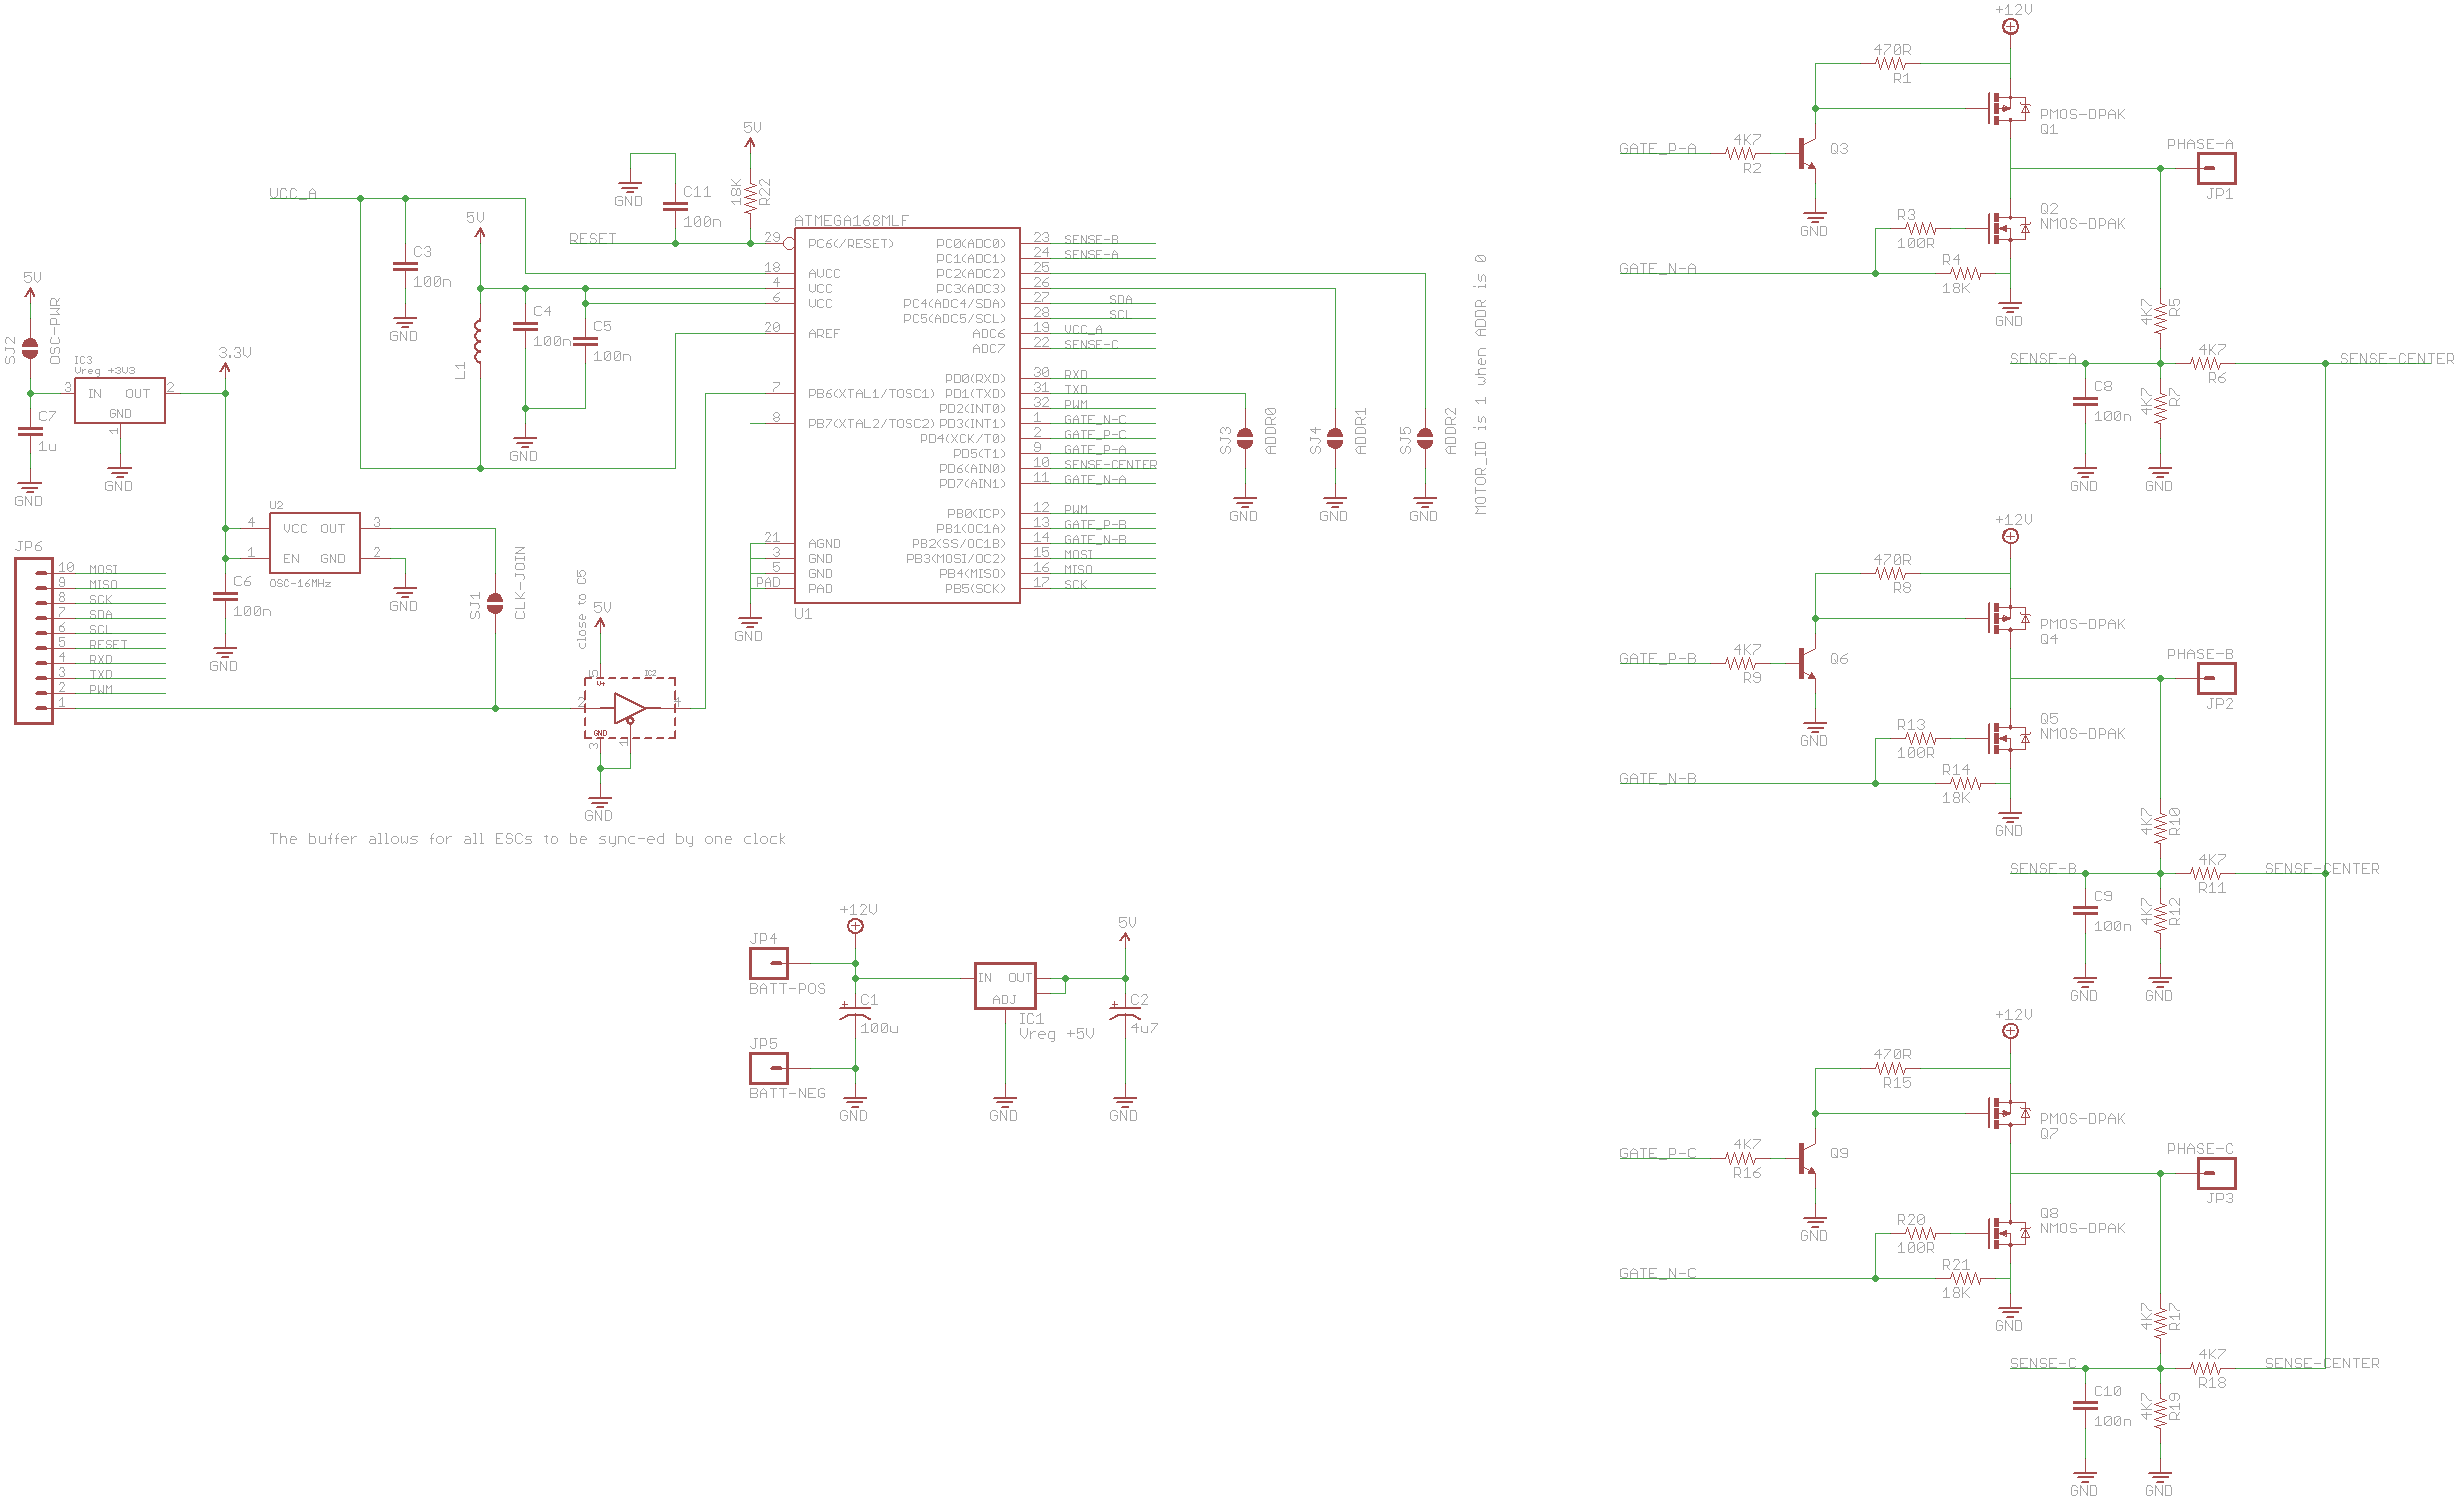 VCC_A
5V
GND
C11
100n
18K
R22
5V
RESET
C3
100n
GND
5V
L1
C4
100n
C5
100n
GND
ATMEGA168MLF
29 PC6(/RESET)
18 AVCC
4 VCC
6 VCC
20 AREF
7 PB6(XTAL1/TOSC1)
8 PB7(XTAL2/TOSC2)
21 AGND
3 GND
5 GND
PAD PAD
PC0(ADC0) 23 SENSE-B
PC1(ADC1) 24 SENSE-A
PC2(ADC2) 25
PC3(ADC3) 26
PC4(ADC4/SDA) 27 SDA
PC5(ADC5/SCL) 28 SCL
ADC6 19 VCC_A
ADC7 22 SENSE-C
PD0(RXD) 30 RXD
PD1(TXD) 31 TXD
PD2(INT0) 32 PWM
PD3(INT1) 1 GATE_N-C
PD4(XCK/T0) 2 GATE_P-C
PD5(T1) 9 GATE_P-A
PD6(AIN0) 10 SENSE-CENTER
PD7(AIN1) 11 GATE_N-A
PB0(ICP) 12 PWM
PB1(OC1A) 13 GATE_P-B
PB2(SS/OC1B) 14 GATE_N-B
PB3(MOSI/OC2) 15 MOSI
PB4(MISO) 16 MISO
PB5(SCK) 17 SCK
U1
GND
SJ3
ADDR0
GND
SJ4
ADDR1
GND
SJ5
ADDR2
GND
MOTOR_ID is 1 when ADDR is 0
5V
SJ2
OSC-PWR
IC3
Vreg +3V3
3 IN OUT 2
GND
1
GND
C7
1u
GND
3.3V
U2
4 VCC OUT 3
1 EN GND 2
OSC-16MHz
C6
100n
GND
GND
SJ1
CLK-JOIN
JP6
10 MOSI
9 MISO
8 SCK
7 SDA
6 SCL
5 RESET
4 RXD
3 TXD
2 PWM
1
close to C5
5V
5
V+
IC2
2
4
GND
3
1
GND
The buffer allows for all ESCs to be sync-ed by one clock
+12V
JP4
BATT-POS
C1
100u
JP5
BATT-NEG
GND
IN OUT
ADJ
IC1
Vreg +5V
GND
5V
C2
4u7
GND
+12V
470R
R1
PMOS-DPAK
Q1
GATE_P-A
4K7
R2
Q3
GND
PHASE-A
JP1
Q2
NMOS-DPAK
R3
100R
GATE_N-A
R4
18K
GND
4K7
R5
SENSE-A
4K7
R6
SENSE-CENTER
C8
100n
4K7
R7
GND
GND
+12V
470R
R8
PMOS-DPAK
Q4
GATE_P-B
4K7
R9
Q6
GND
PHASE-B
JP2
Q5
NMOS-DPAK
R13
100R
GATE_N-B
R14
18K
GND
4K7
R10
SENSE-B
4K7
R11
SENSE-CENTER
C9
100n
4K7
R12
GND
GND
+12V
470R
R15
PMOS-DPAK
Q7
GATE_P-C
4K7
R16
Q9
GND
PHASE-C
JP3
Q8
NMOS-DPAK
R20
100R
GATE_N-C
R21
18K
GND
4K7
R17
SENSE-C
4K7
R18
SENSE-CENTER
C10
100n
4K7
R19
GND
GND